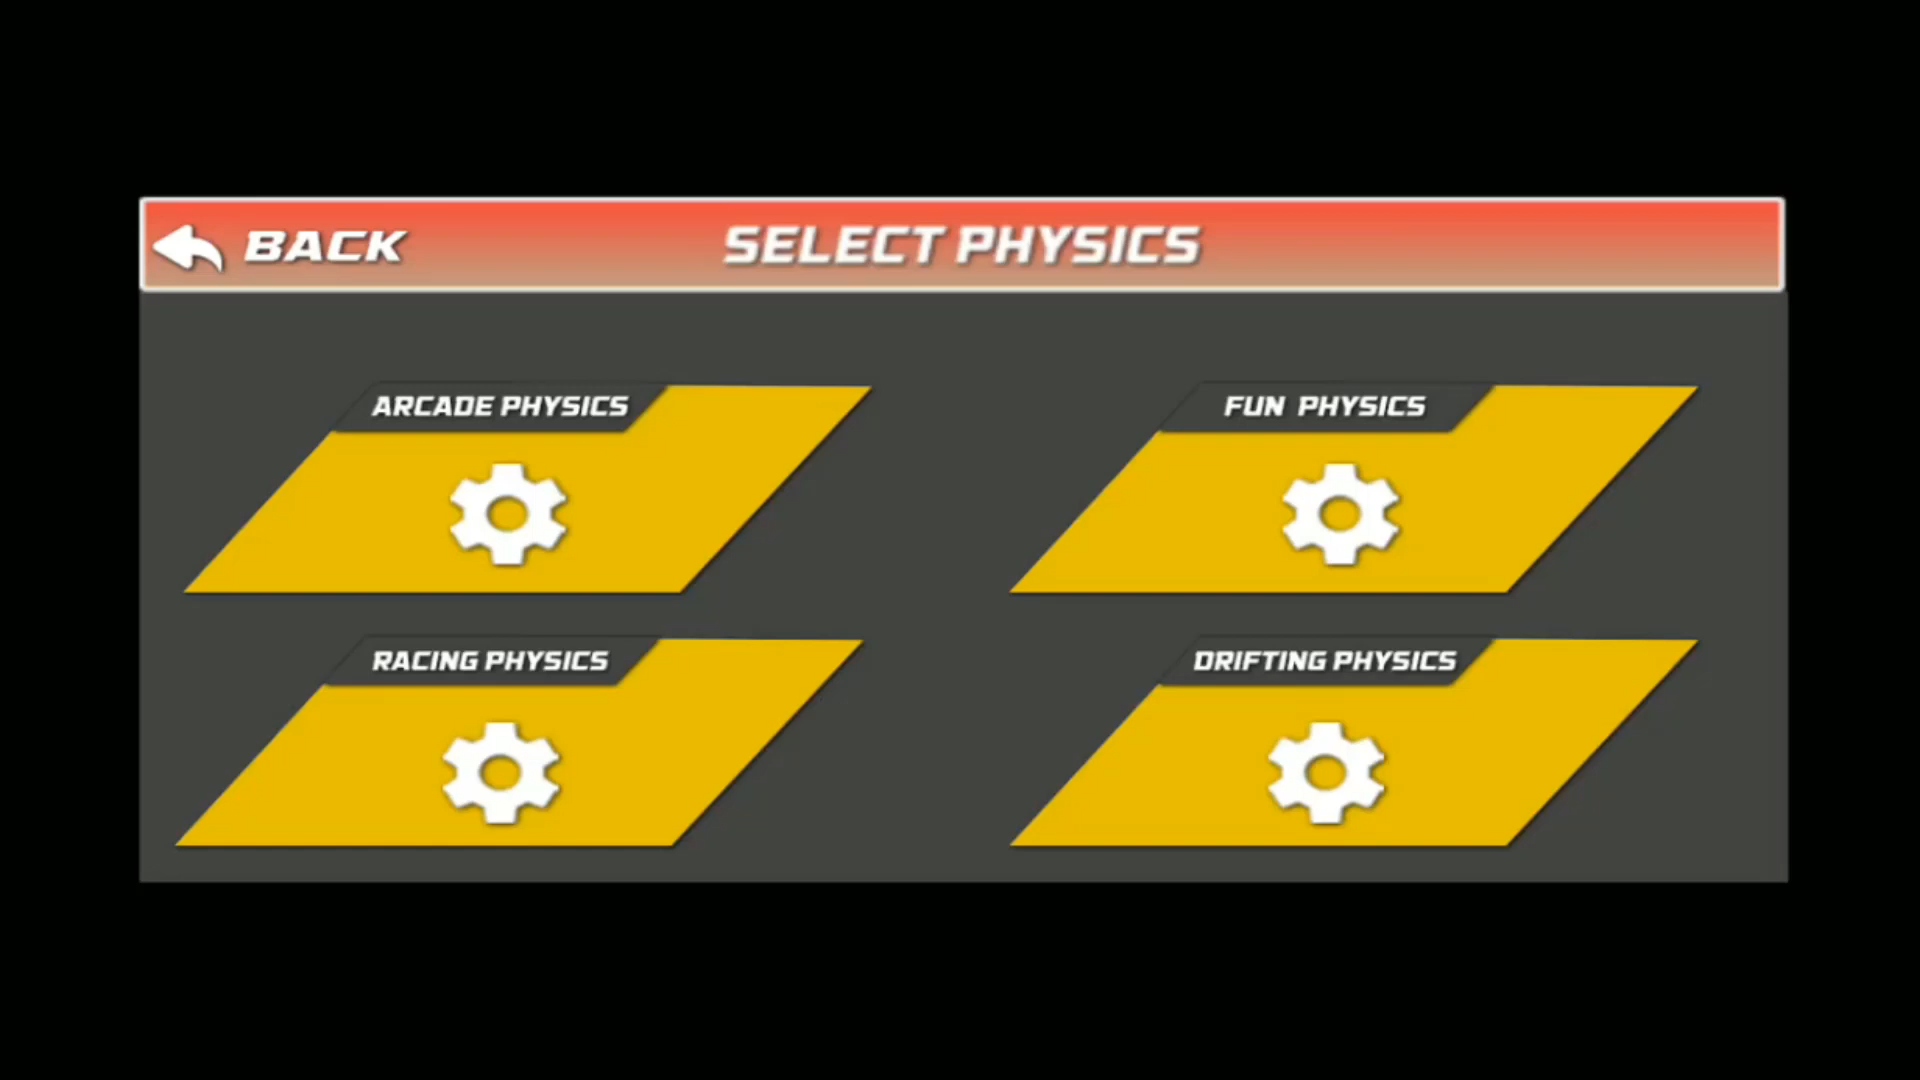 BACK
SELECT PHYSICS
ARCADE PHYSICS
FUN PHYSICS
RACING PHYSICS
DRIFTING PHYSICS